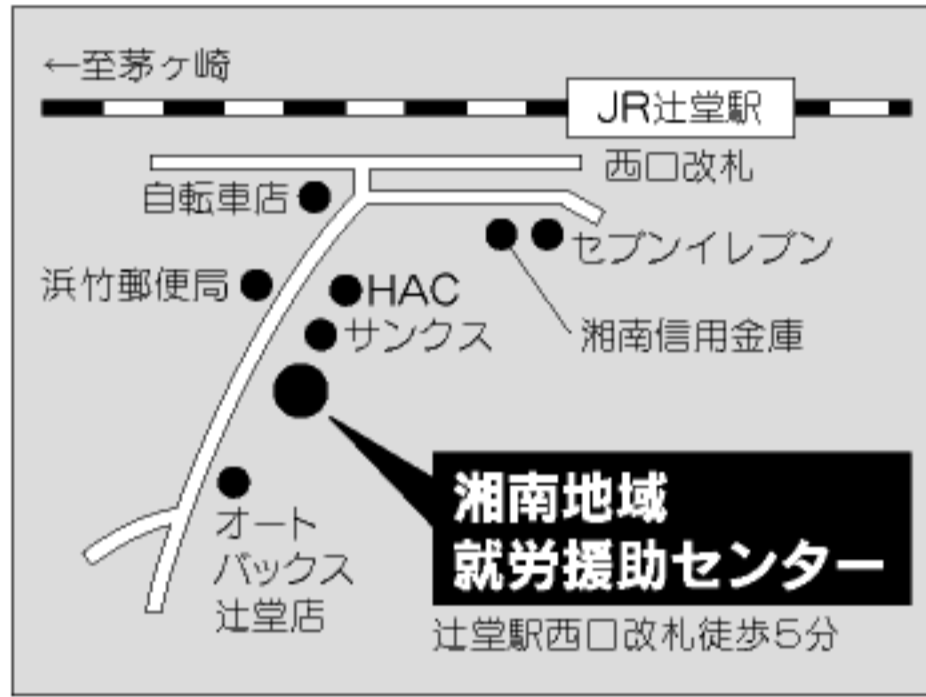 ←至茅ヶ崎
JR辻堂駅
西口改札
自転車店
セブンイレブン
浜竹郵便局
HAC
サンクス
湘南信用金庫
湘南地域
就労援助センター
オート
バックス
辻堂店
辻堂駅西口改札徒歩5分